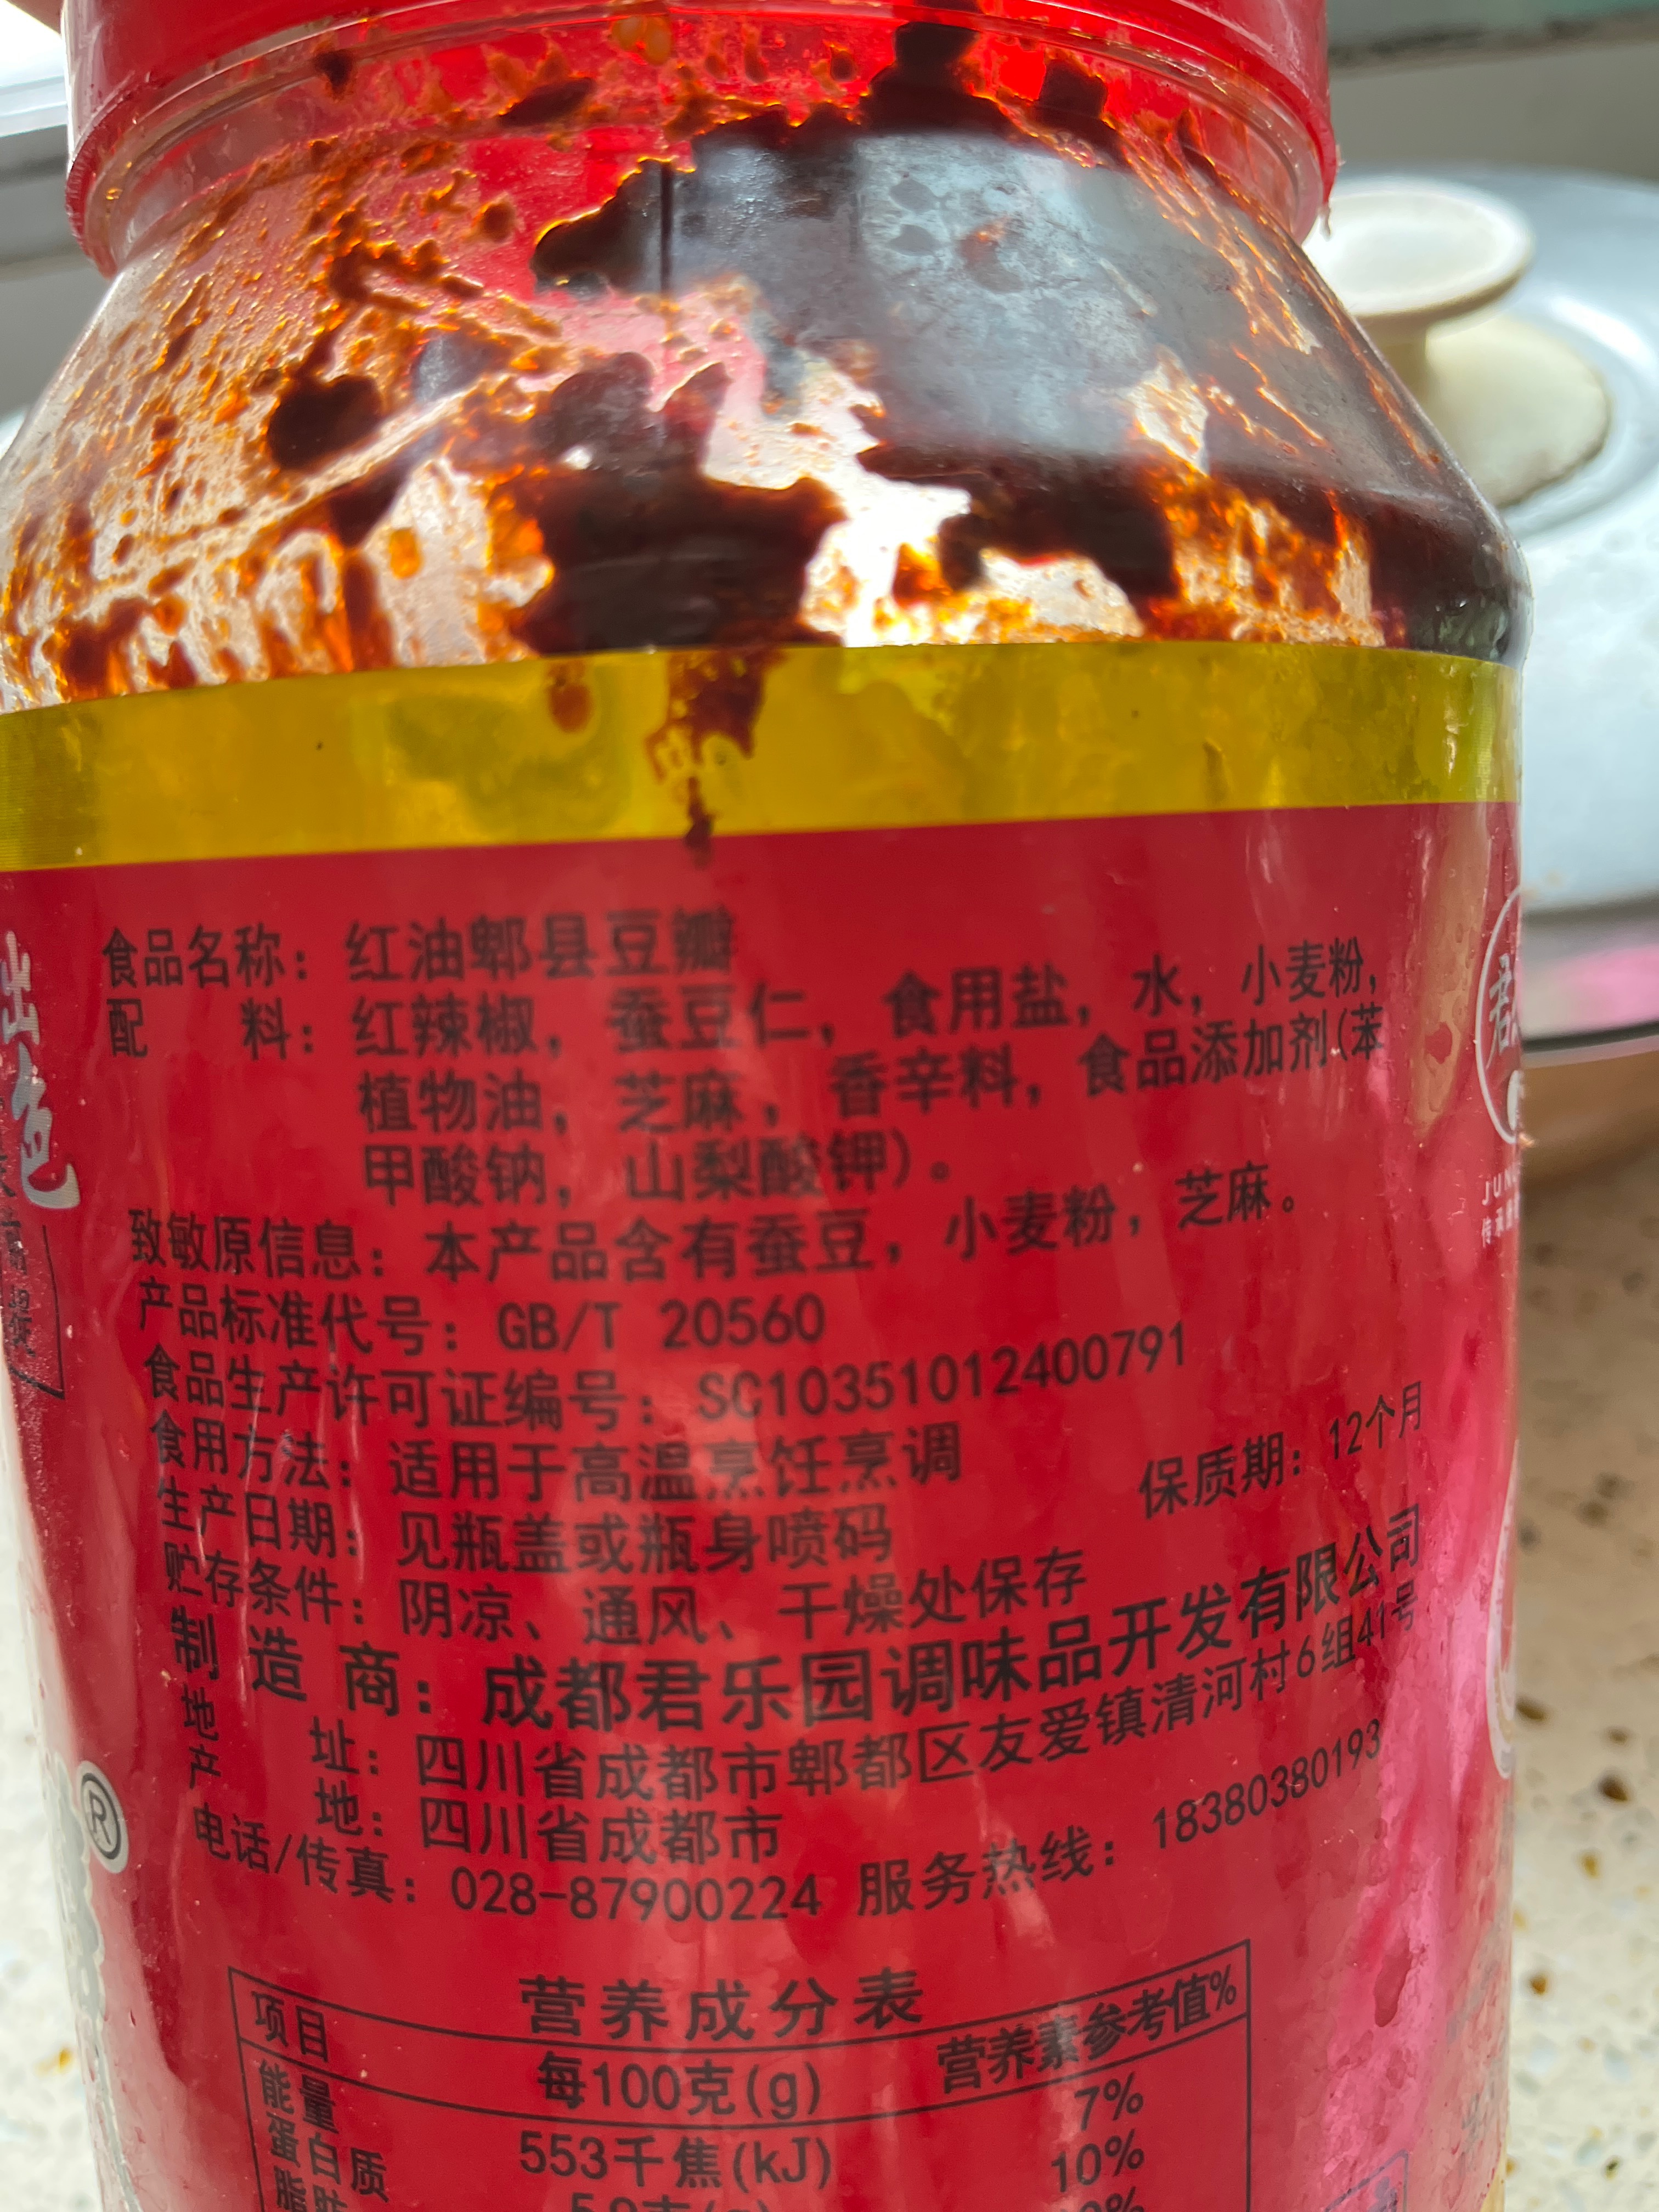 食品名称：红油郫县豆瓣
配 料：红辣椒，蚕豆仁，食用盐，水，小麦粉，
植物油，芝麻，香辛料，食品添加剂(苯
甲酸钠，山梨酸钾)。
致敏原信息：本产品含有蚕豆，小麦粉，芝麻。
产品标准代号：GB/T 20560
食品生产许可证编号：SC10351012400791
食用方法：适用于高温烹饪烹调
生产日期：见瓶盖或瓶身喷码 保质期：12个月
贮存条件：阴凉、通风、干燥处保存
制 造 商：成都君乐园调味品开发有限公司
地 址：四川省成都市郫都区友爱镇清河村6组41号
产 地：四川省成都市
电话/传真：028-87900224 服务热线：18380380193
营养成分表
项目 每100克(g) 营养素参考值%
能量 553千焦(kJ) 7%
蛋白质 10%
出色
®
君
JUN